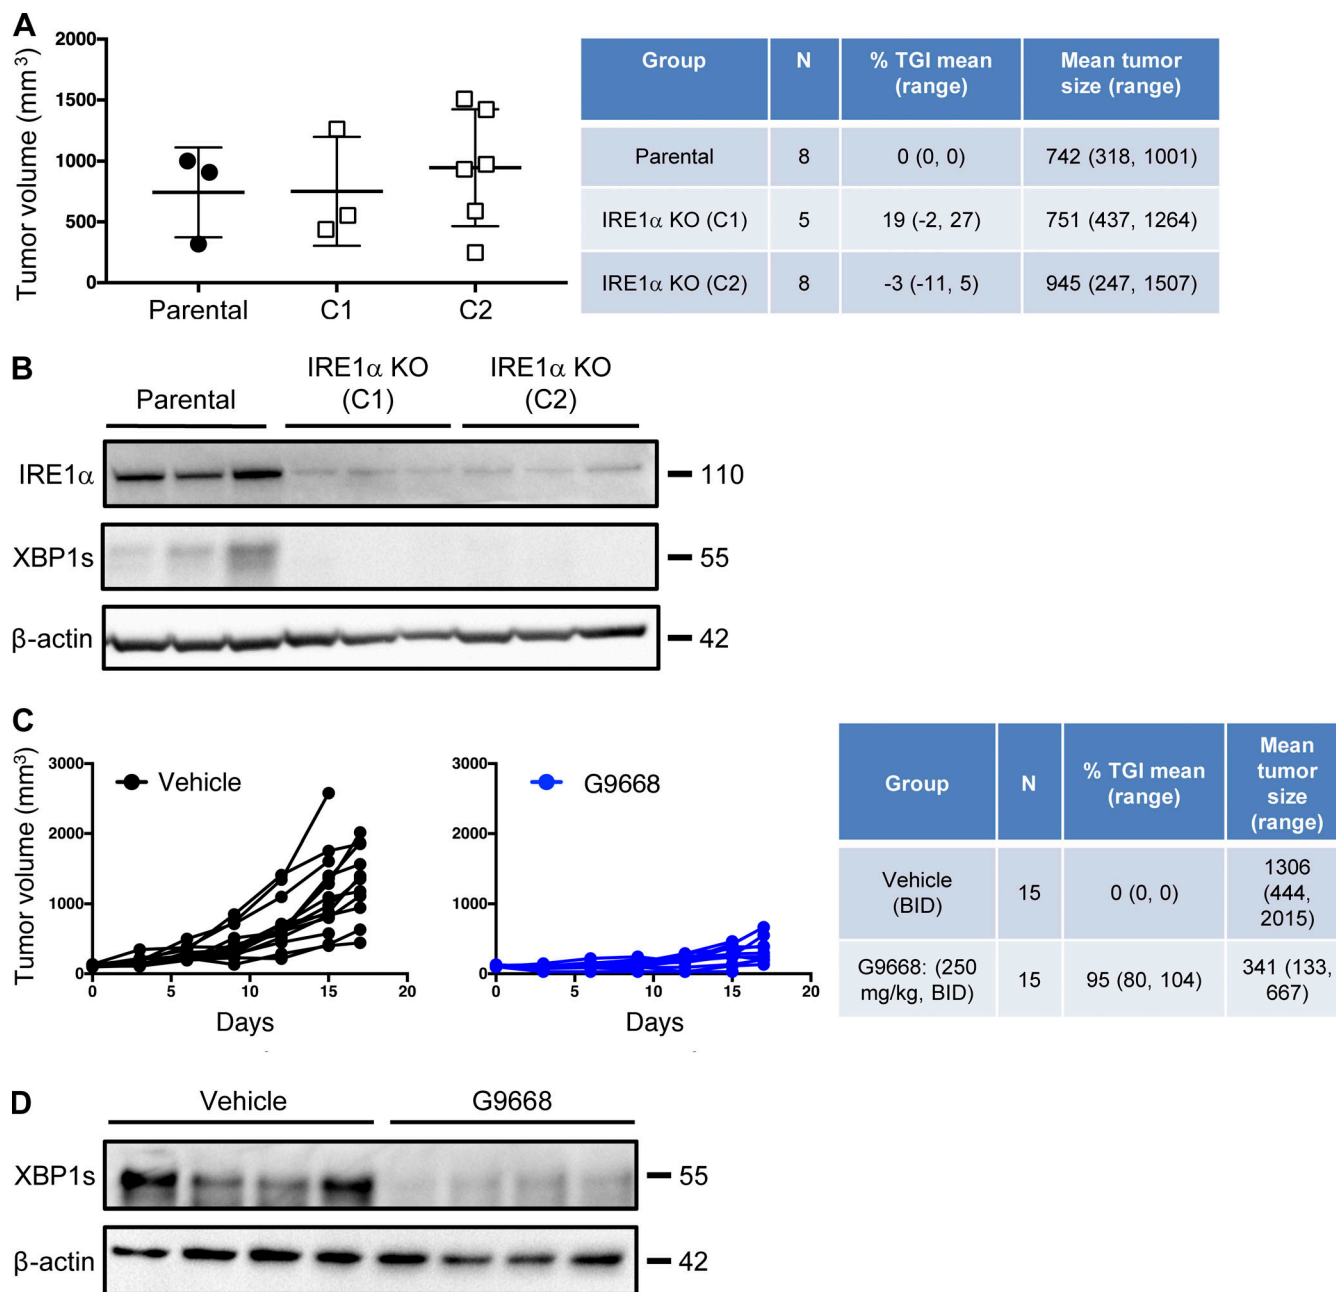 A
Tumor volume (mm³)
2000
1500
1000
500
0
Parental
C1
C2
Group
N
% TGI mean
(range)
Mean tumor
size (range)
Parental
8
0 (0, 0)
742 (318, 1001)
IRE1α KO (C1)
5
19 (-2, 27)
751 (437, 1264)
IRE1α KO (C2)
8
-3 (-11, 5)
945 (247, 1507)
B
Parental
IRE1α KO
(C1)
IRE1α KO
(C2)
IRE1α
110
XBP1s
55
β-actin
42
C
Tumor volume (mm³)
3000
2000
1000
0
Vehicle
0
5
10
15
20
Days
3000
2000
1000
0
G9668
0
5
10
15
20
Days
Group
N
% TGI mean
(range)
Mean
tumor
size
(range)
Vehicle
(BID)
15
0 (0, 0)
1306
(444,
2015)
G9668: (250
mg/kg, BID)
15
95 (80, 104)
341 (133,
667)
D
Vehicle
G9668
XBP1s
55
β-actin
42